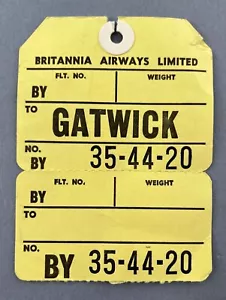 BRITANNIA AIRWAYS LIMITED
FLT. NO. WEIGHT
BY
TO
GATWICK
NO.
BY 35-44-20
FLT. NO. WEIGHT
BY
TO
NO.
BY 35-44-20